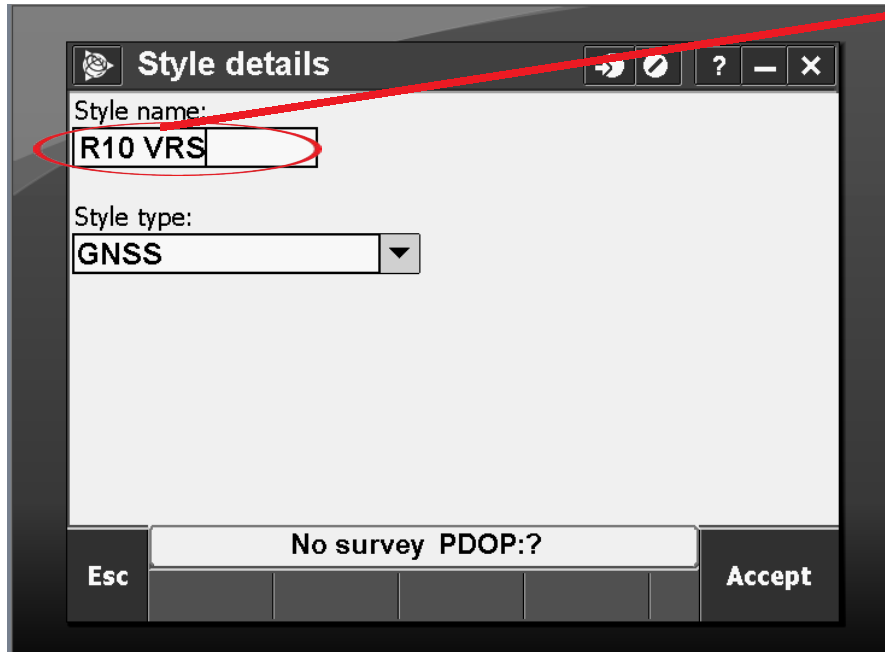 Style details
? – ×
Style name:
R10 VRS
Style type:
GNSS
No survey PDOP:?
Esc
Accept